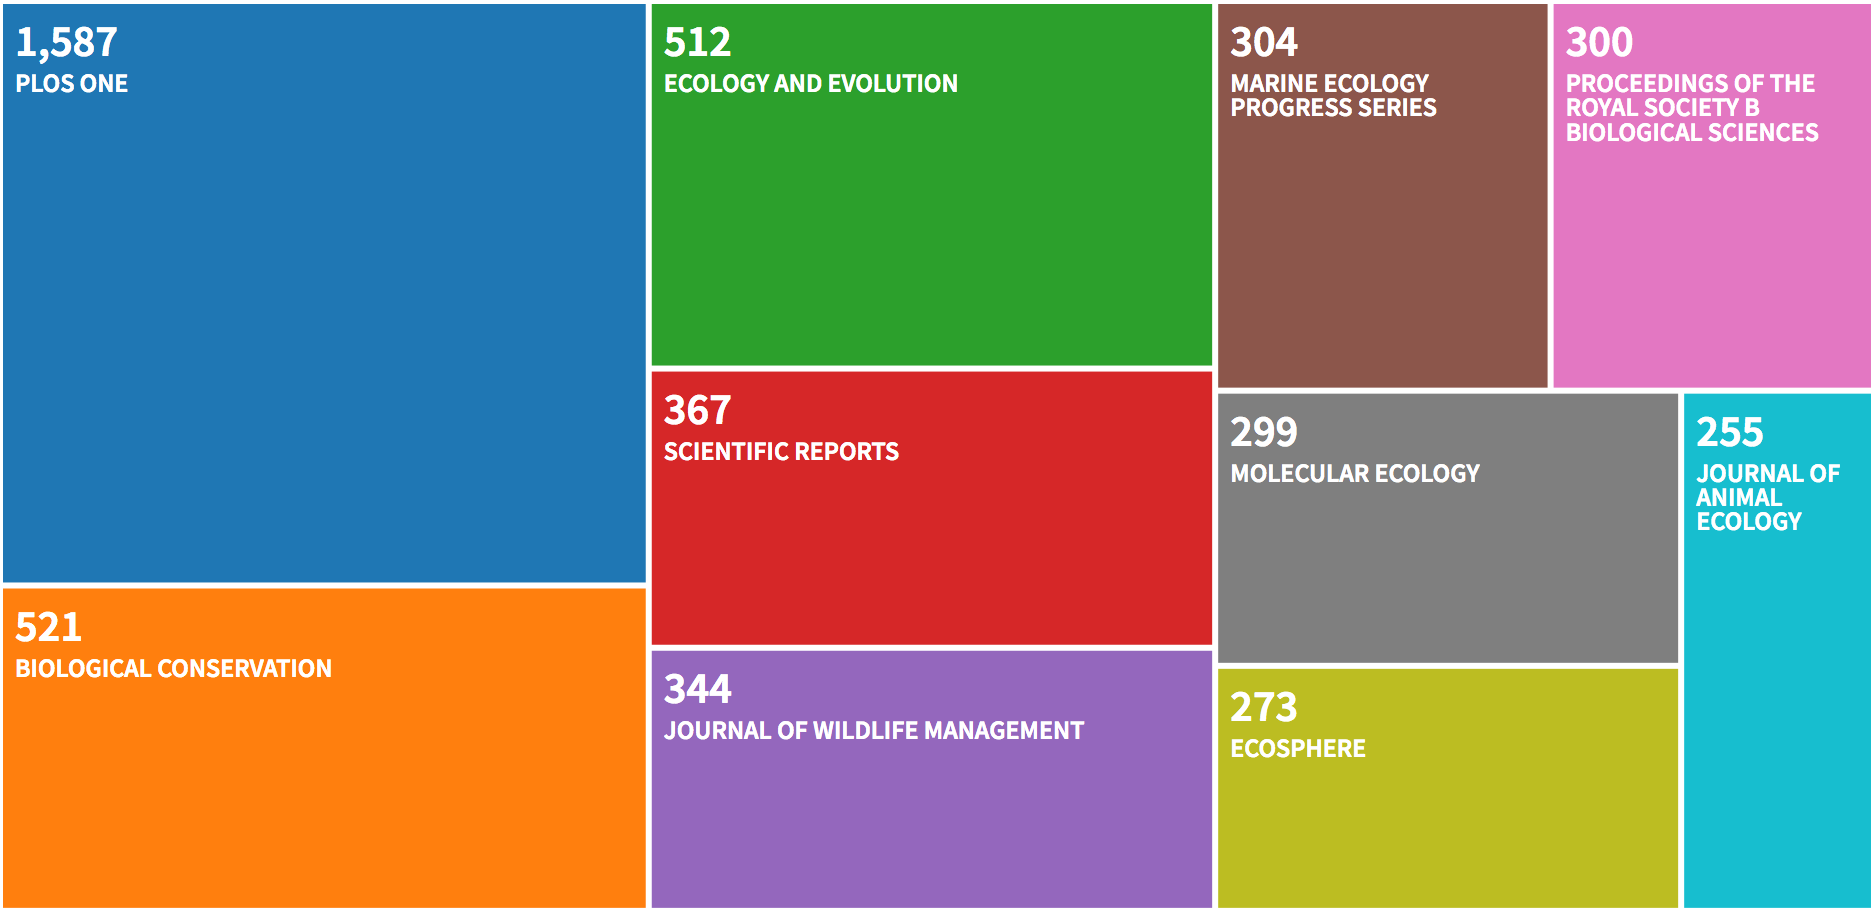 1,587
PLOS ONE
521
BIOLOGICAL CONSERVATION
512
ECOLOGY AND EVOLUTION
367
SCIENTIFIC REPORTS
344
JOURNAL OF WILDLIFE MANAGEMENT
304
MARINE ECOLOGY
PROGRESS SERIES
300
PROCEEDINGS OF THE
ROYAL SOCIETY B
BIOLOGICAL SCIENCES
299
MOLECULAR ECOLOGY
273
ECOSPHERE
255
JOURNAL OF
ANIMAL
ECOLOGY